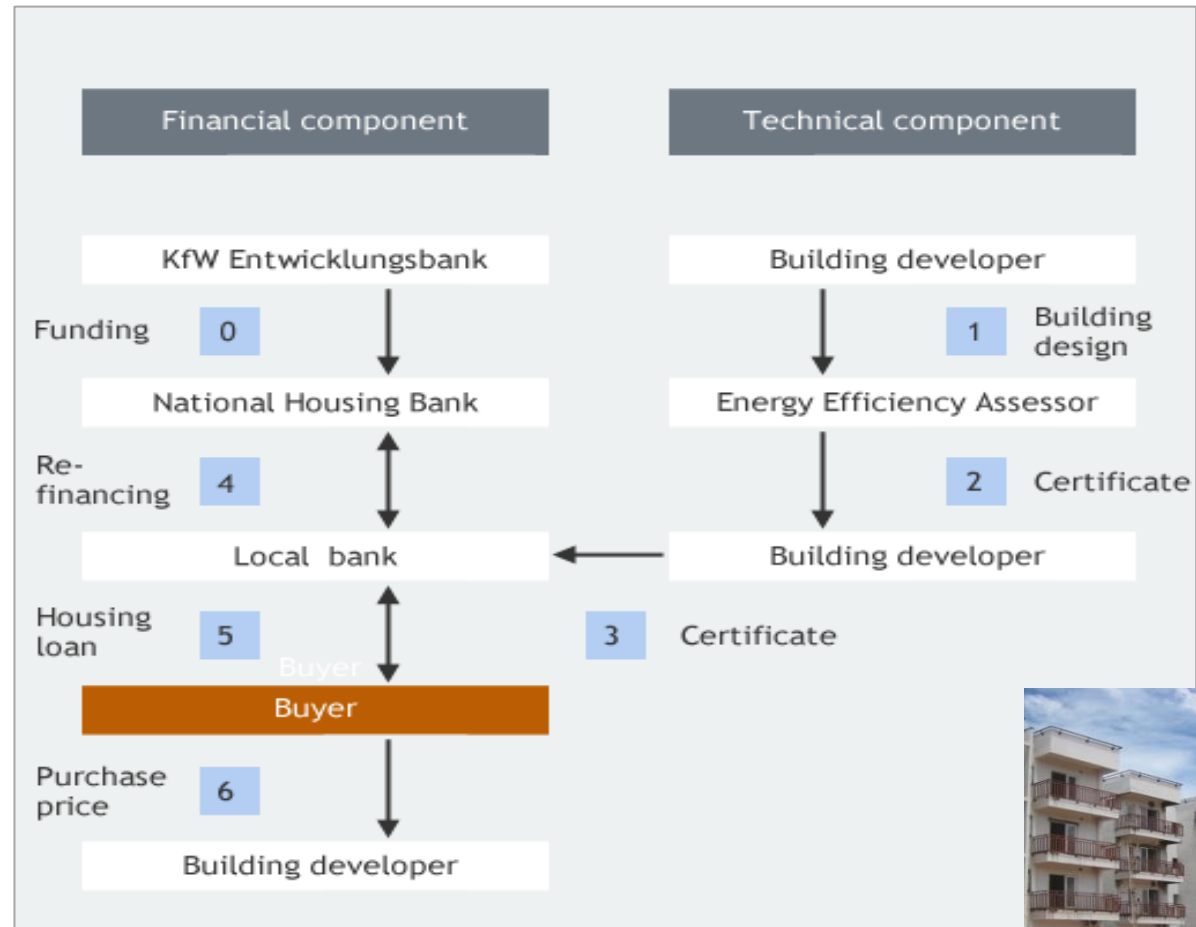 Financial component
Technical component
KfW Entwicklungsbank
Building developer
Funding
0
1
Building
design
National Housing Bank
Energy Efficiency Assessor
Re-
financing
4
2
Certificate
Local bank
Building developer
Housing
loan
5
3
Certificate
Buyer
Buyer
Purchase
price
6
Building developer